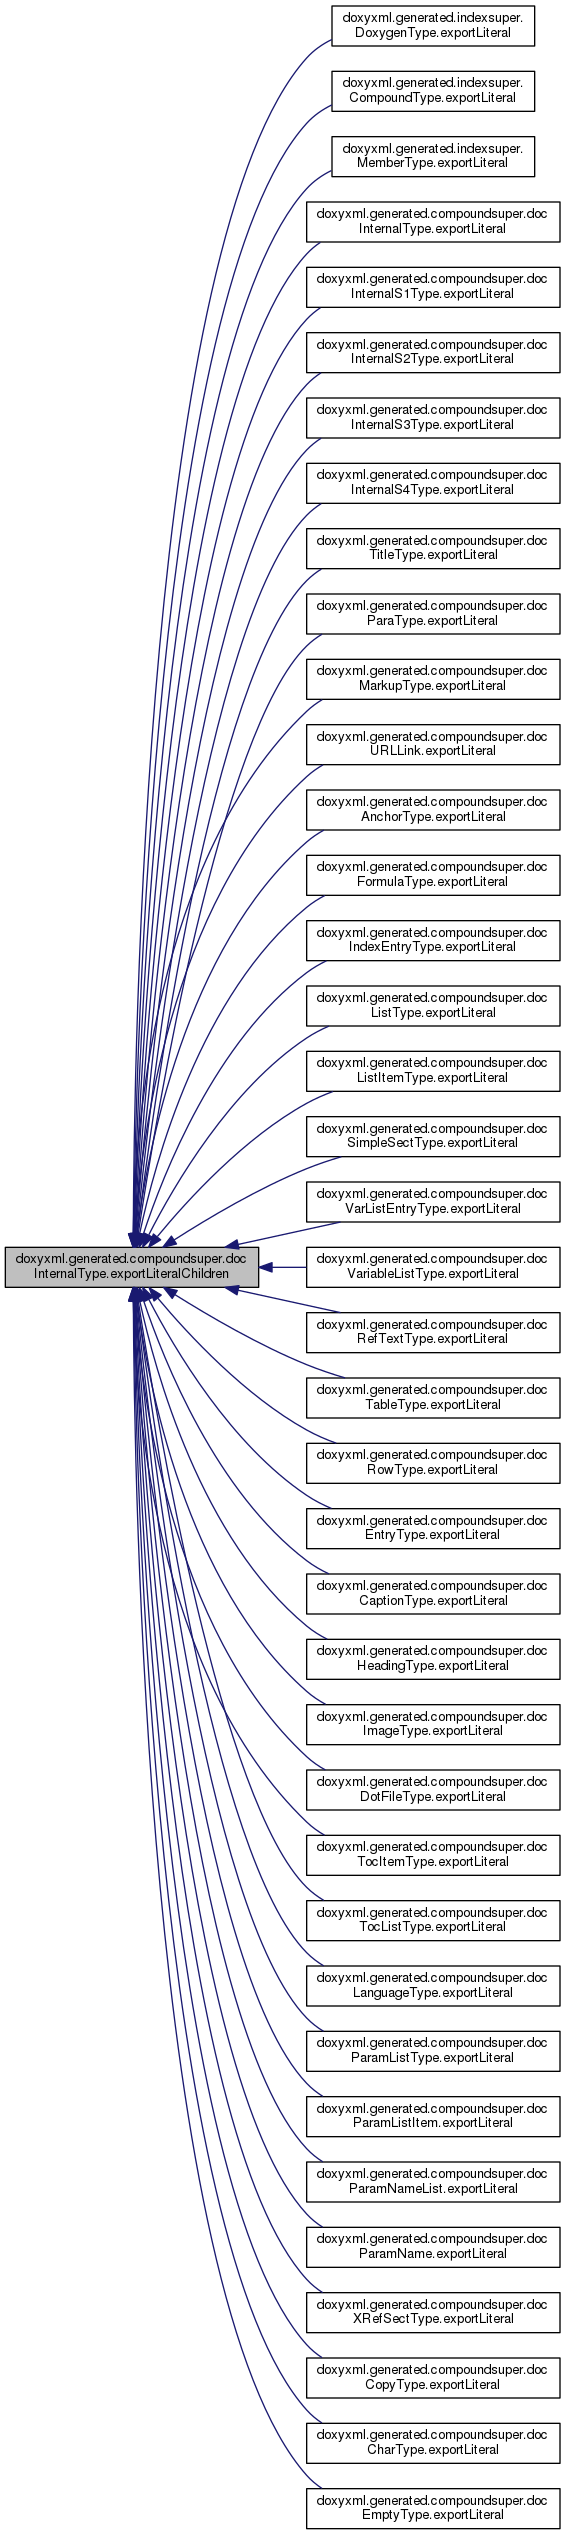 doxyxml.generated.indexsuper.
DoxygenType.exportLiteral
doxyxml.generated.indexsuper.
CompoundType.exportLiteral
doxyxml.generated.indexsuper.
MemberType.exportLiteral
doxyxml.generated.compoundsuper.doc
InternalType.exportLiteral
doxyxml.generated.compoundsuper.doc
InternalS1Type.exportLiteral
doxyxml.generated.compoundsuper.doc
InternalS2Type.exportLiteral
doxyxml.generated.compoundsuper.doc
InternalS3Type.exportLiteral
doxyxml.generated.compoundsuper.doc
InternalS4Type.exportLiteral
doxyxml.generated.compoundsuper.doc
TitleType.exportLiteral
doxyxml.generated.compoundsuper.doc
ParaType.exportLiteral
doxyxml.generated.compoundsuper.doc
MarkupType.exportLiteral
doxyxml.generated.compoundsuper.doc
URLLink.exportLiteral
doxyxml.generated.compoundsuper.doc
AnchorType.exportLiteral
doxyxml.generated.compoundsuper.doc
FormulaType.exportLiteral
doxyxml.generated.compoundsuper.doc
IndexEntryType.exportLiteral
doxyxml.generated.compoundsuper.doc
ListType.exportLiteral
doxyxml.generated.compoundsuper.doc
ListItemType.exportLiteral
doxyxml.generated.compoundsuper.doc
SimpleSectType.exportLiteral
doxyxml.generated.compoundsuper.doc
VarListEntryType.exportLiteral
doxyxml.generated.compoundsuper.doc
InternalType.exportLiteralChildren
doxyxml.generated.compoundsuper.doc
VariableListType.exportLiteral
doxyxml.generated.compoundsuper.doc
RefTextType.exportLiteral
doxyxml.generated.compoundsuper.doc
TableType.exportLiteral
doxyxml.generated.compoundsuper.doc
RowType.exportLiteral
doxyxml.generated.compoundsuper.doc
EntryType.exportLiteral
doxyxml.generated.compoundsuper.doc
CaptionType.exportLiteral
doxyxml.generated.compoundsuper.doc
HeadingType.exportLiteral
doxyxml.generated.compoundsuper.doc
ImageType.exportLiteral
doxyxml.generated.compoundsuper.doc
DotFileType.exportLiteral
doxyxml.generated.compoundsuper.doc
TocItemType.exportLiteral
doxyxml.generated.compoundsuper.doc
TocListType.exportLiteral
doxyxml.generated.compoundsuper.doc
LanguageType.exportLiteral
doxyxml.generated.compoundsuper.doc
ParamListType.exportLiteral
doxyxml.generated.compoundsuper.doc
ParamListItem.exportLiteral
doxyxml.generated.compoundsuper.doc
ParamNameList.exportLiteral
doxyxml.generated.compoundsuper.doc
ParamName.exportLiteral
doxyxml.generated.compoundsuper.doc
XRefSectType.exportLiteral
doxyxml.generated.compoundsuper.doc
CopyType.exportLiteral
doxyxml.generated.compoundsuper.doc
CharType.exportLiteral
doxyxml.generated.compoundsuper.doc
EmptyType.exportLiteral